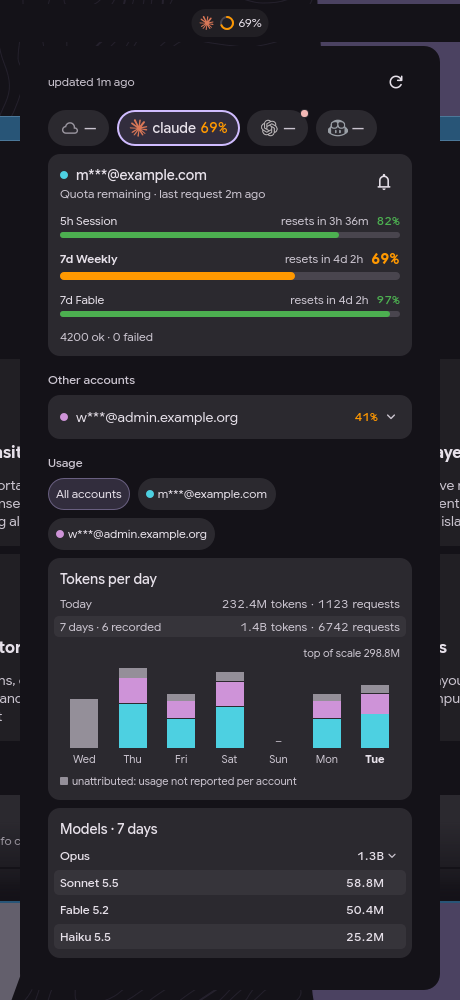 69%
updated 1m ago
—
claude 69%
—
—
m***@example.com
Quota remaining · last request 2m ago
5h Session resets in 3h 36m 82%
7d Weekly resets in 4d 2h 69%
7d Fable resets in 4d 2h 97%
4200 ok · 0 failed
Other accounts
w***@admin.example.org 41%
Usage
All accounts
m***@example.com
w***@admin.example.org
Tokens per day
Today 232.4M tokens · 1123 requests
7 days · 6 recorded 1.4B tokens · 6742 requests
top of scale 298.8M
–
Wed Thu Fri Sat Sun Mon Tue
unattributed: usage not reported per account
Models · 7 days
Opus 1.3B
Sonnet 5.5 58.8M
Fable 5.2 50.4M
Haiku 5.5 25.2M